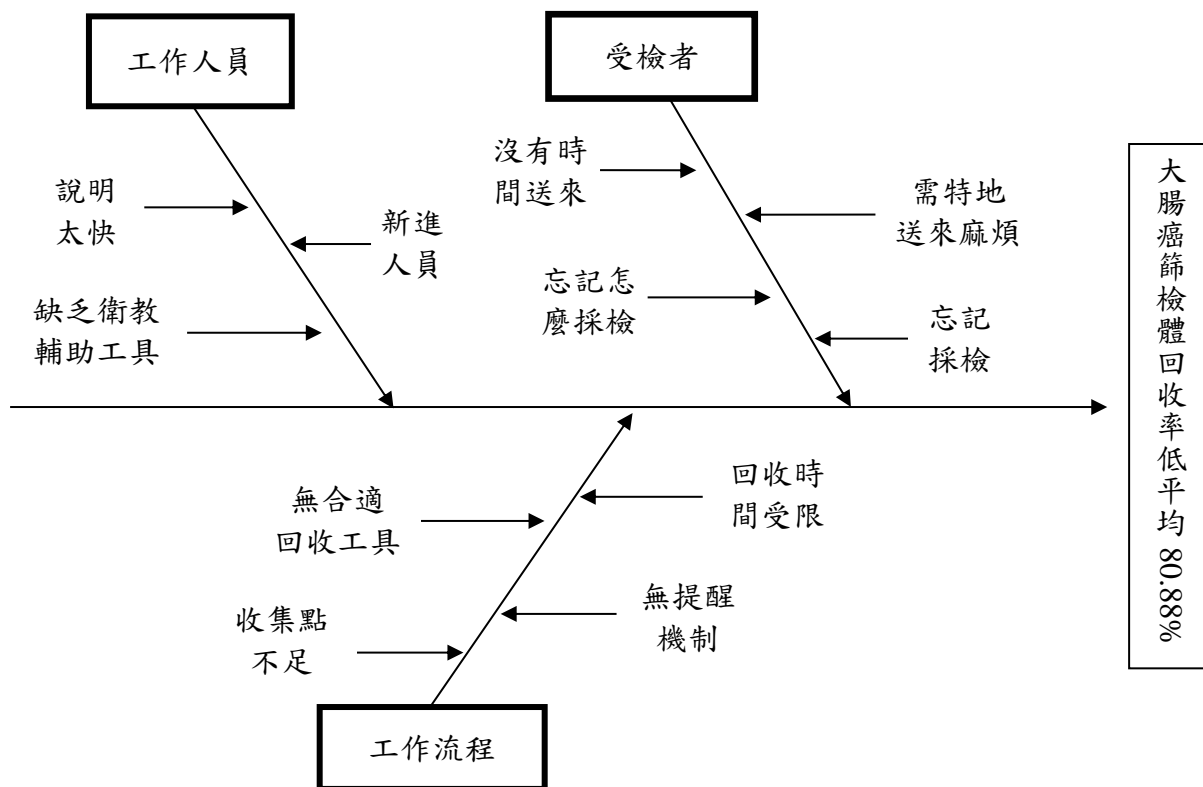 工作人員
受檢者
說明
太快
新進
人員
缺乏衛教
輔助工具
沒有時
間送來
需特地
送來麻煩
忘記怎
麼採檢
忘記
採檢
大腸癌篩檢體回收率低平均 80.88%
無合適
回收工具
回收時
間受限
收集點
不足
無提醒
機制
工作流程